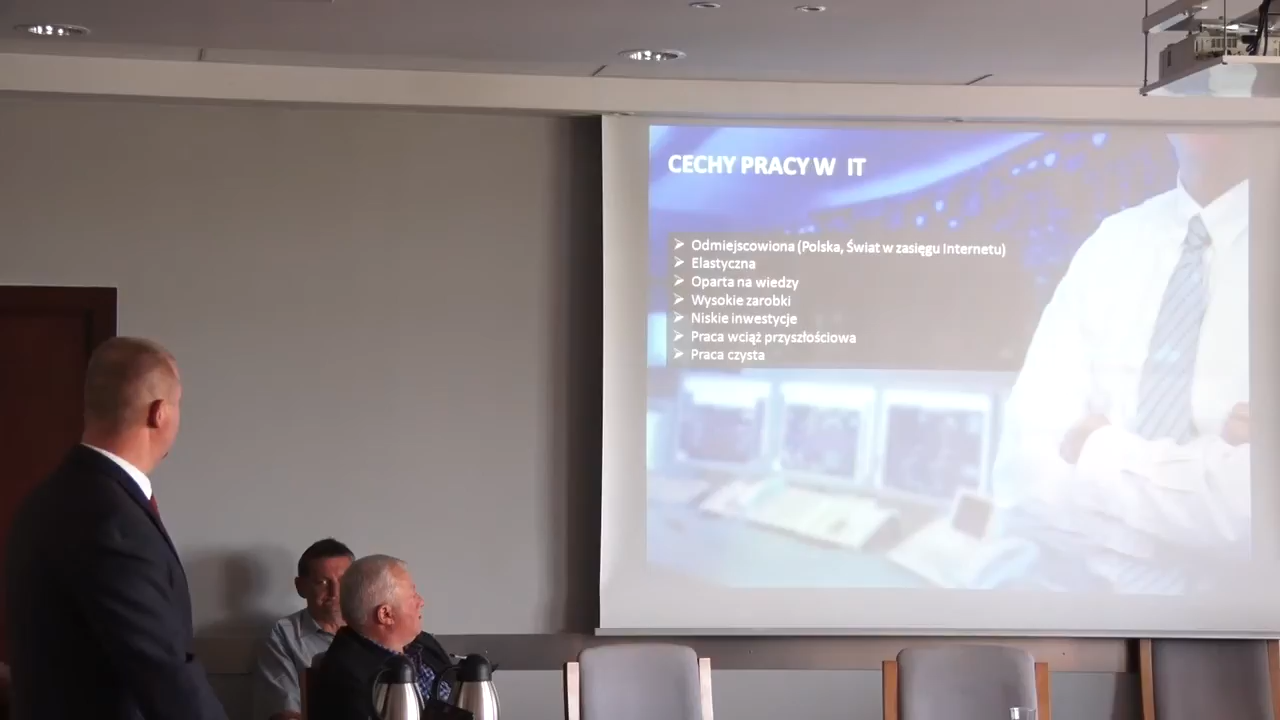 CECHY PRACY W IT
Odmiejscowiona (Polska, Świat w zasięgu Internetu)
Elastyczna
Oparta na wiedzy
Wysokie zarobki
Niskie inwestycje
Praca wciąż przyszłościowa
Praca czysta